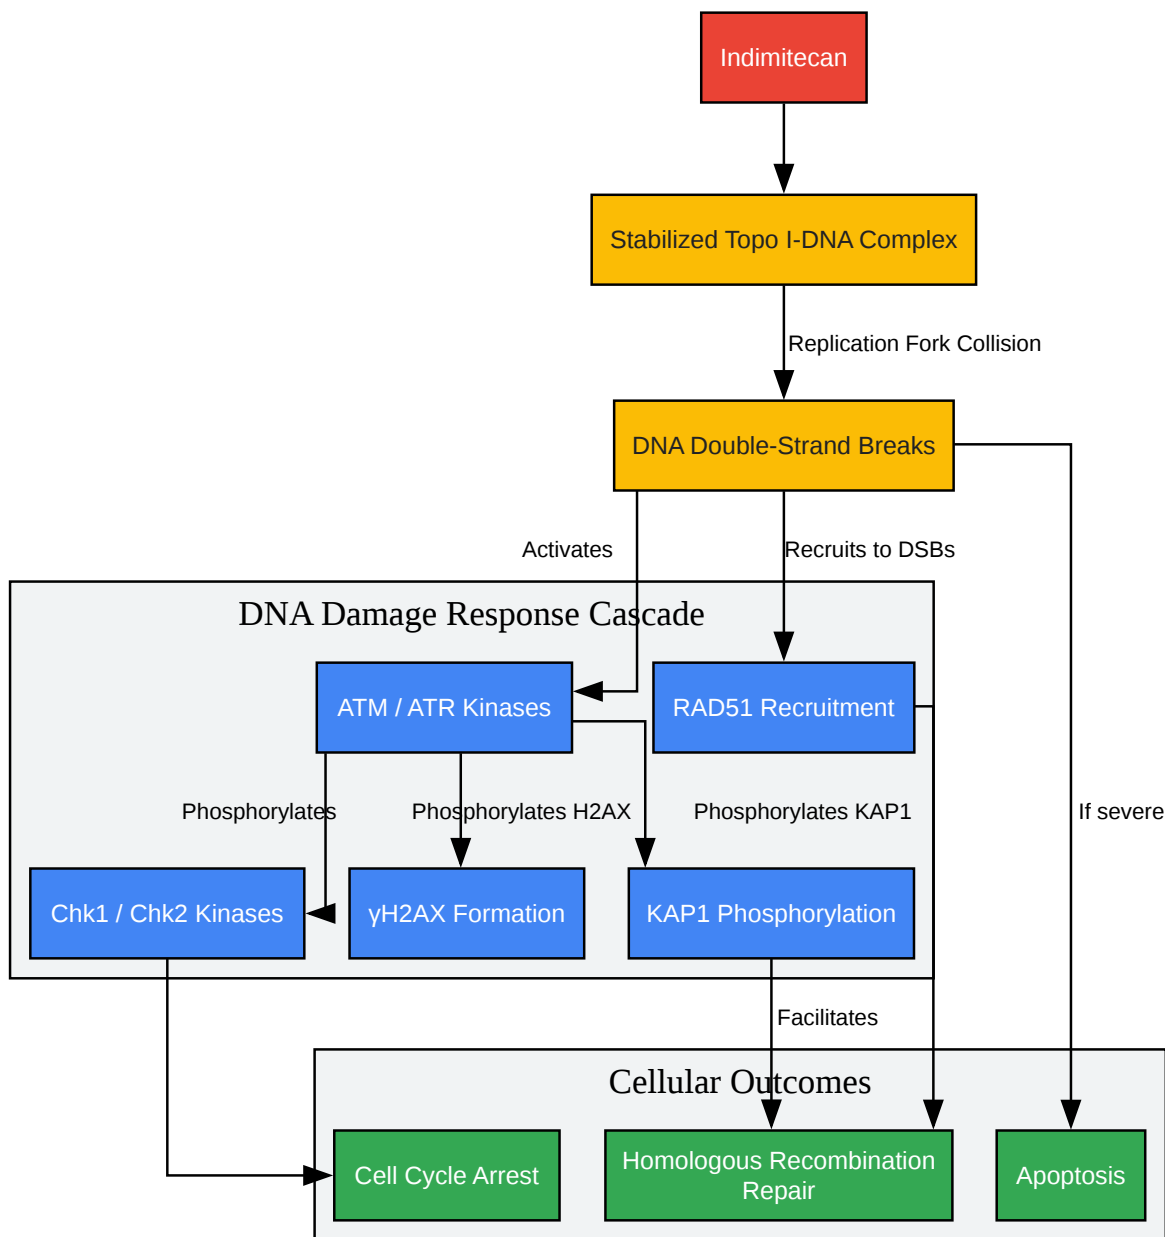 Indimitecan
Stabilized Topo I-DNA Complex
Replication Fork Collision
DNA Double-Strand Breaks
Activates
Recruits to DSBs
DNA Damage Response Cascade
ATM / ATR Kinases
RAD51 Recruitment
Phosphorylates
Phosphorylates H2AX
Phosphorylates KAP1
If severe
Chk1 / Chk2 Kinases
γH2AX Formation
KAP1 Phosphorylation
Facilitates
Cellular Outcomes
Cell Cycle Arrest
Homologous Recombination
Repair
Apoptosis